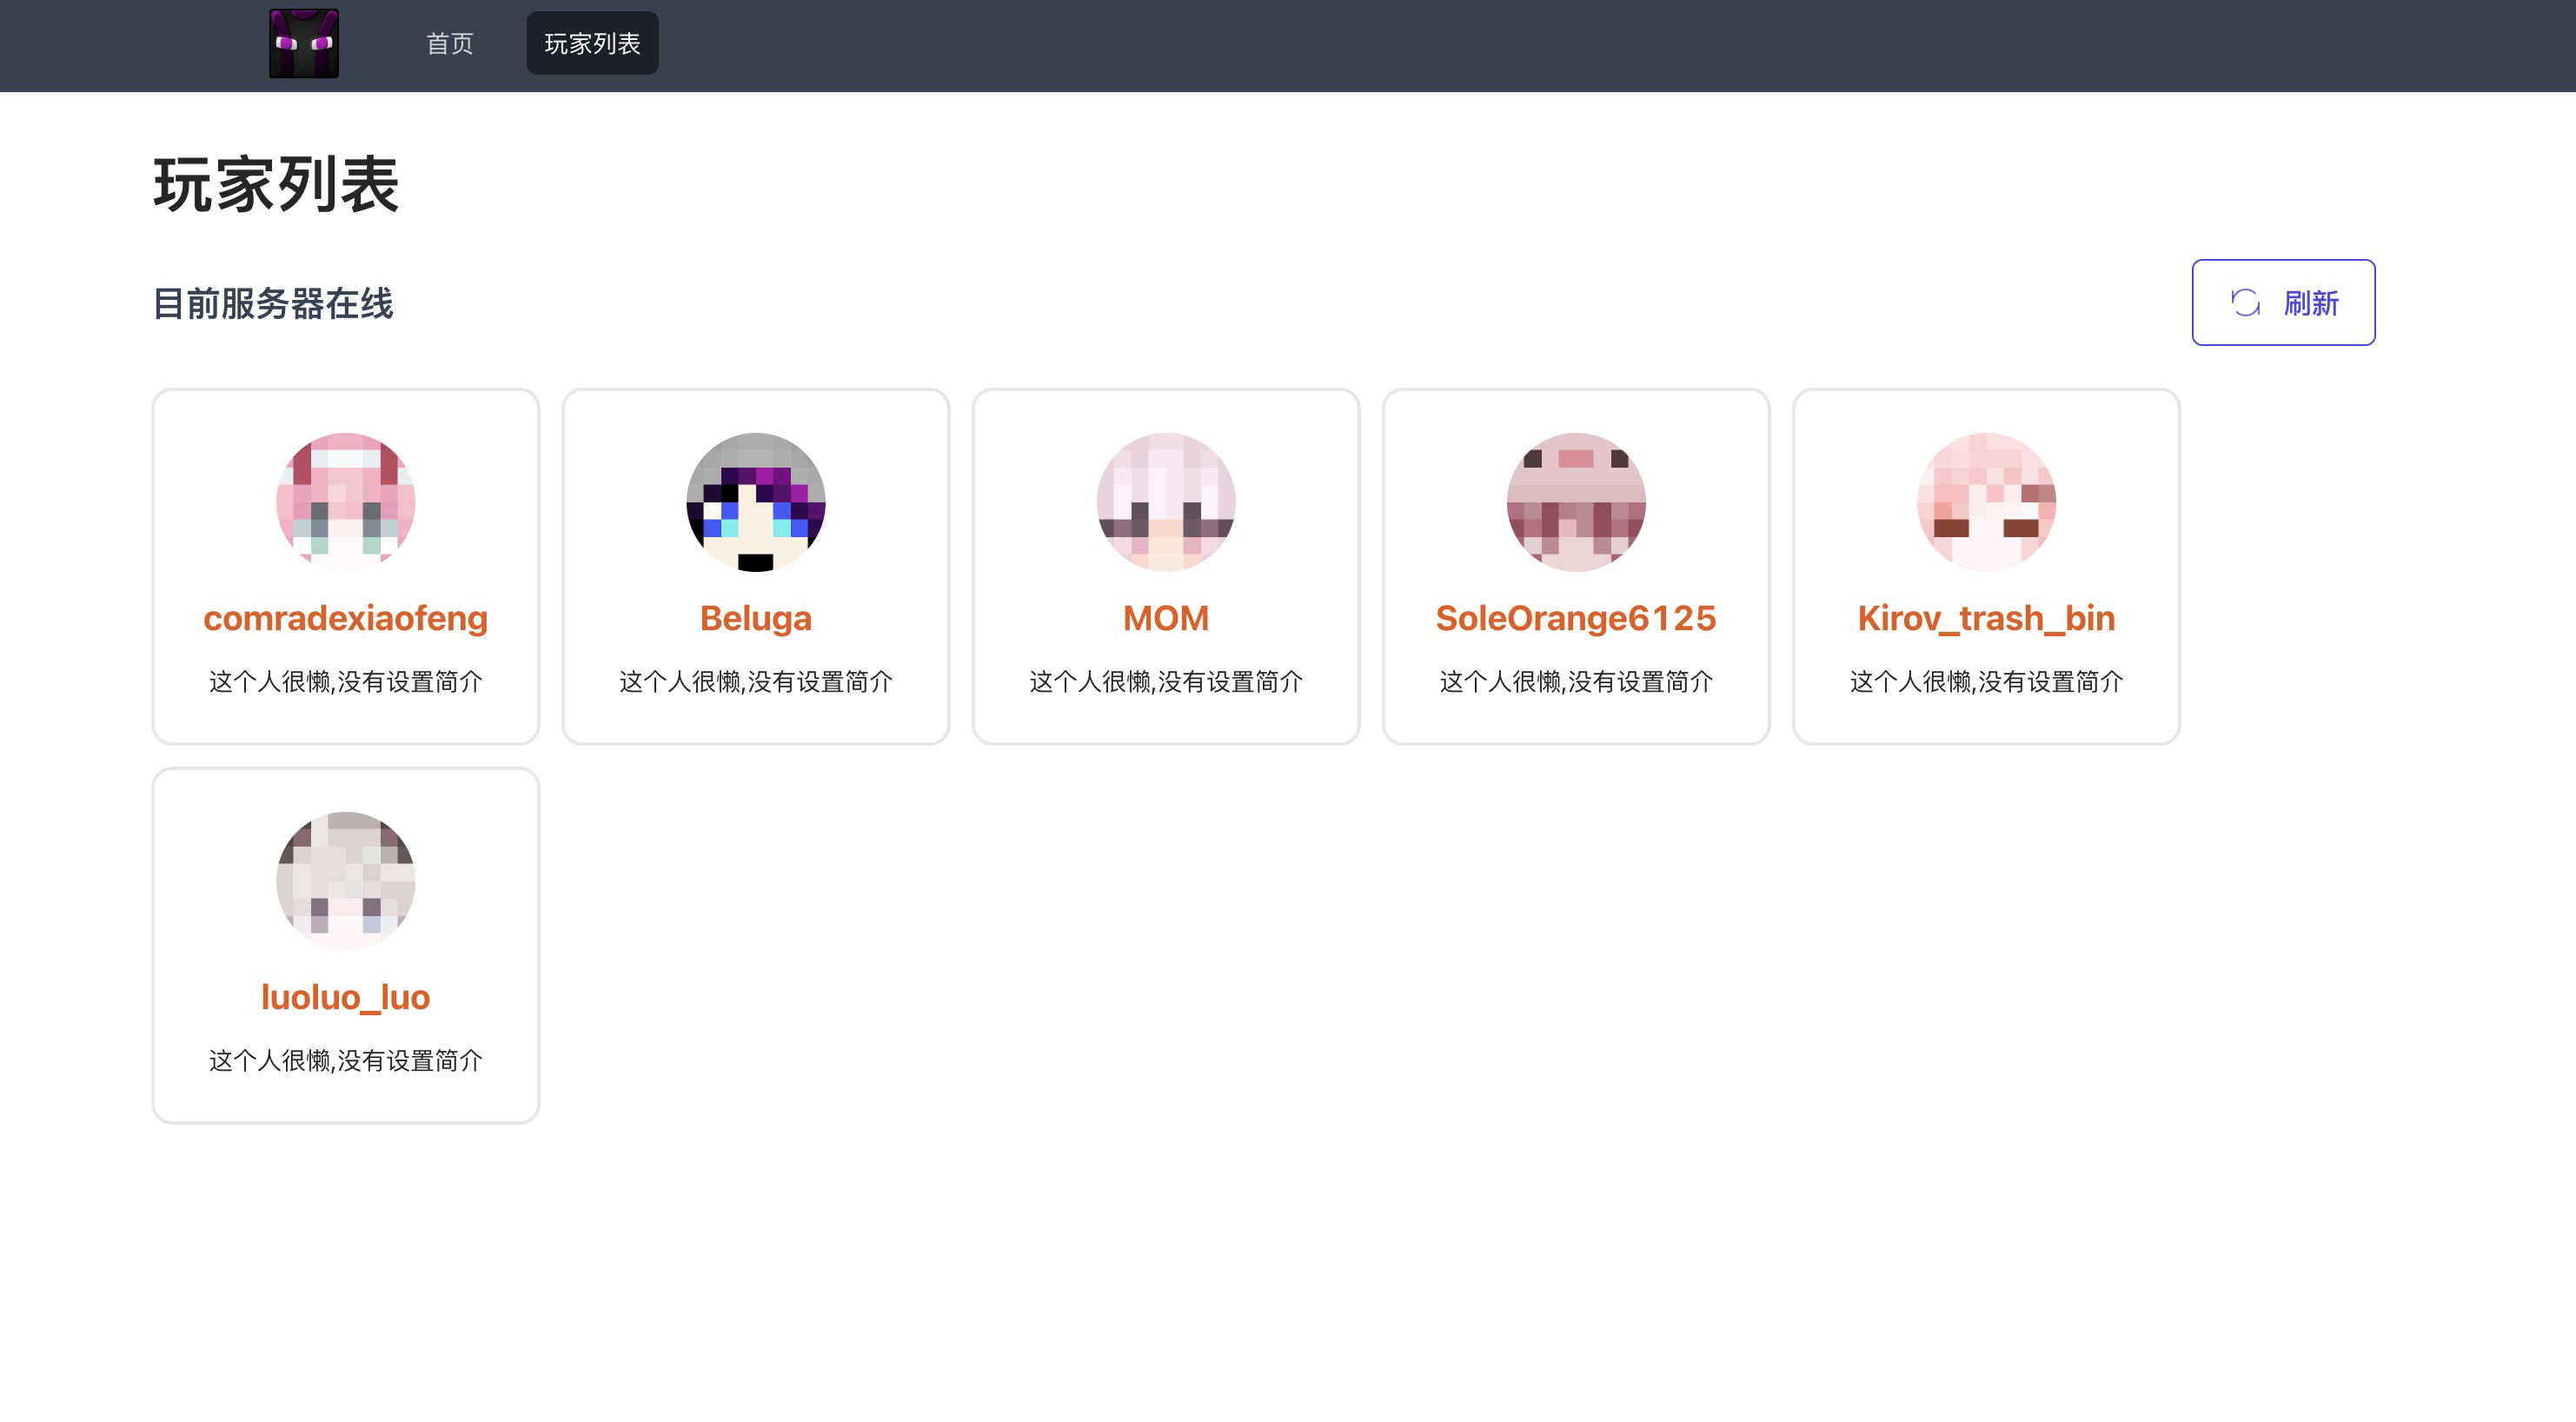 首页
玩家列表
玩家列表
目前服务器在线
刷新
comradexiaofeng
这个人很懒,没有设置简介
Beluga
这个人很懒,没有设置简介
MOM
这个人很懒,没有设置简介
SoleOrange6125
这个人很懒,没有设置简介
Kirov_trash_bin
这个人很懒,没有设置简介
luoluo_luo
这个人很懒,没有设置简介